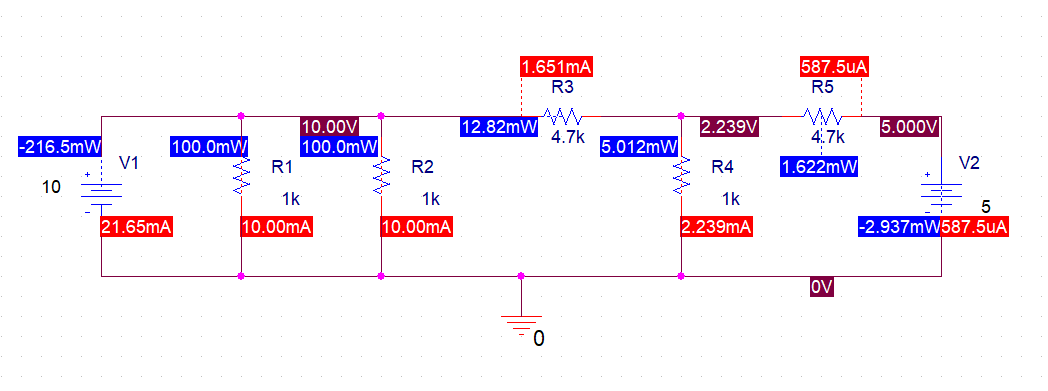 1.651mA
587.5uA
R3
R5
10.00V
12.82mW
4.7k
2.239V
4.7k
5.000V
-216.5mW
100.0mW
100.0mW
5.012mW
+
V1
R1
R2
R4
1.622mW
+
V2
10
1k
1k
1k
5
-
-
21.65mA
10.00mA
10.00mA
2.239mA
-2.937mW
587.5uA
0V
0